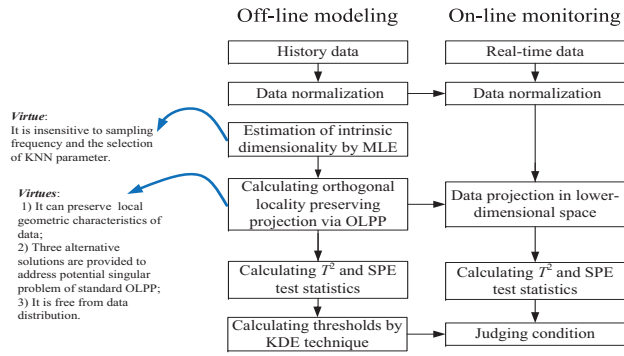 Off-line modeling
On-line monitoring
History data
Real-time data
Data normalization
Data normalization
Virtue:
It is insensitive to sampling
frequency and the selection
of KNN parameter.
Estimation of intrinsic
dimensionality by MLE
Virtues:
1) It can preserve local
geometric characteristics of
data;
2) Three alternative
solutions are provided to
address potential singular
problem of standard OLPP;
3) It is free from data
distribution.
Calculating orthogonal
locality preserving
projection via OLPP
Data projection in lower-
dimensional space
Calculating T² and SPE
test statistics
Calculating T² and SPE
test statistics
Calculating thresholds by
KDE technique
Judging condition